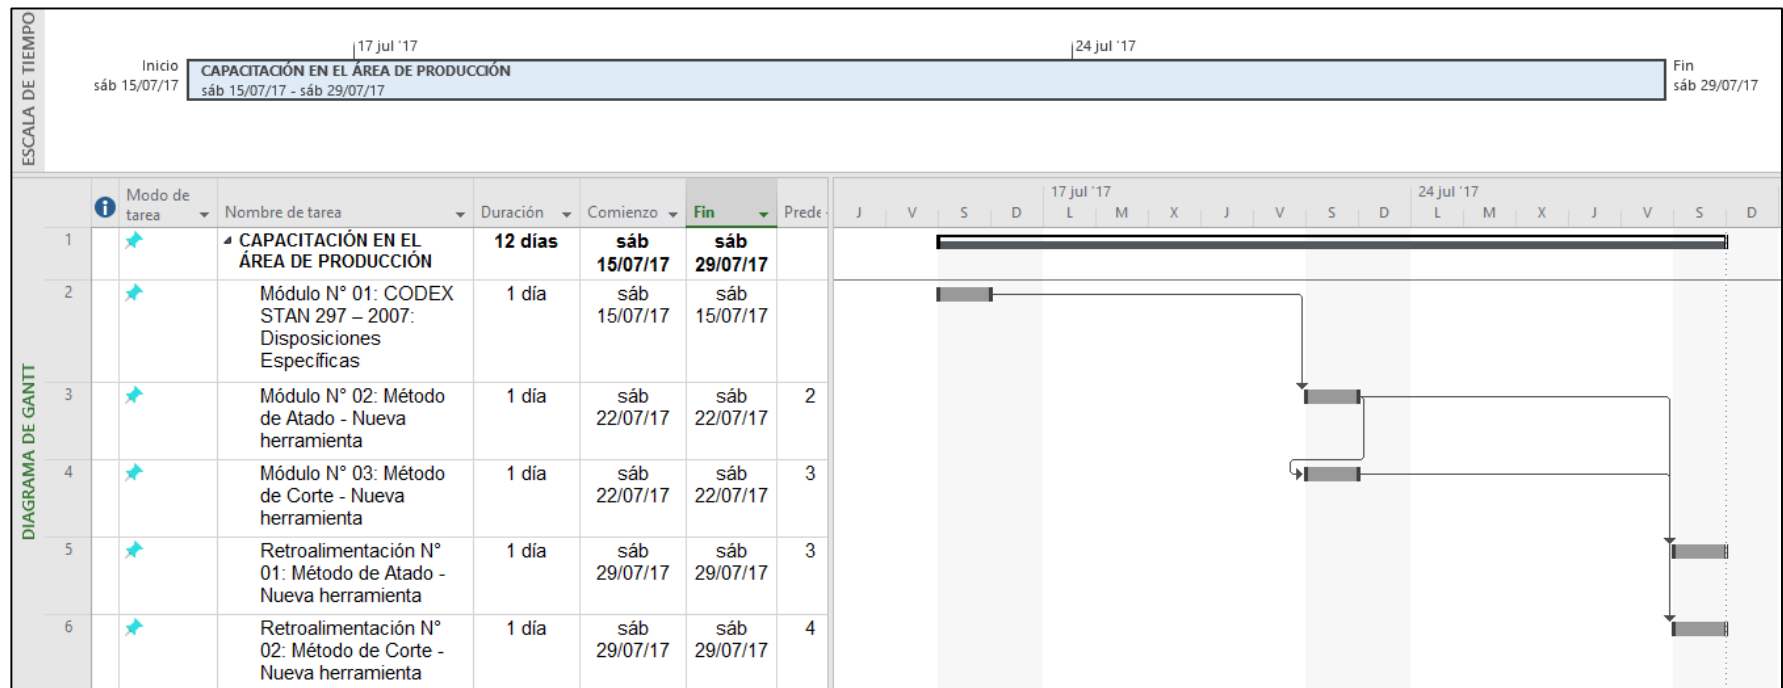 ESCALA DE TIEMPO
17 jul '17
24 jul '17
Inicio
sáb 15/07/17
CAPACITACIÓN EN EL ÁREA DE PRODUCCIÓN
sáb 15/07/17 - sáb 29/07/17
Fin
sáb 29/07/17
DIAGRAMA DE GANTT
Modo de
tarea
Nombre de tarea
Duración
Comienzo
Fin
Prede
17 jul '17
24 jul '17
J V S D L M X J V S D L M X J V S D
1 CAPACITACIÓN EN EL 12 días sáb sáb
ÁREA DE PRODUCCIÓN 15/07/17 29/07/17
2 Módulo N° 01: CODEX 1 día sáb sáb
STAN 297 – 2007: 15/07/17 15/07/17
Disposiciones
Específicas
3 Módulo N° 02: Método 1 día sáb sáb 2
de Atado - Nueva 22/07/17 22/07/17
herramienta
4 Módulo N° 03: Método 1 día sáb sáb 3
de Corte - Nueva 22/07/17 22/07/17
herramienta
5 Retroalimentación N° 1 día sáb sáb 3
01: Método de Atado - 29/07/17 29/07/17
Nueva herramienta
6 Retroalimentación N° 1 día sáb sáb 4
02: Método de Corte - 29/07/17 29/07/17
Nueva herramienta